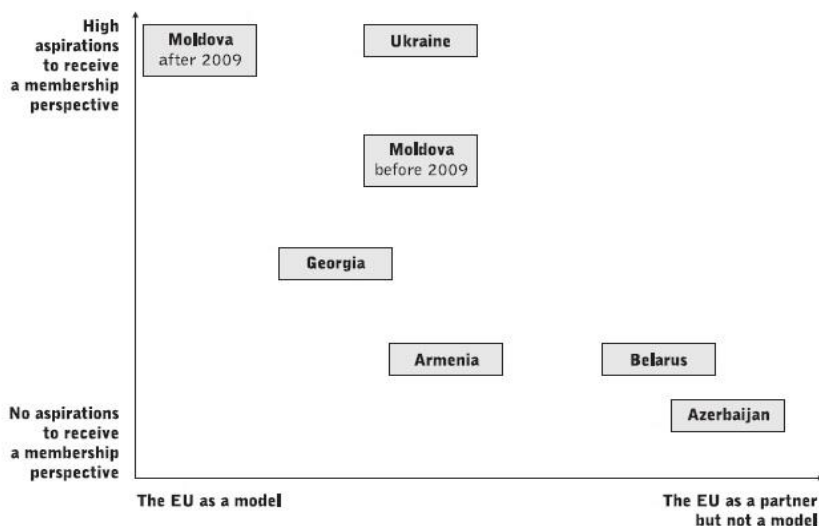 High
aspirations
to receive
a membership
perspective
Moldova
after 2009
Ukraine
Moldova
before 2009
Georgia
Armenia
Belarus
Azerbaijan
No aspirations
to receive
a membership
perspective
The EU as a model
The EU as a partner
but not a model